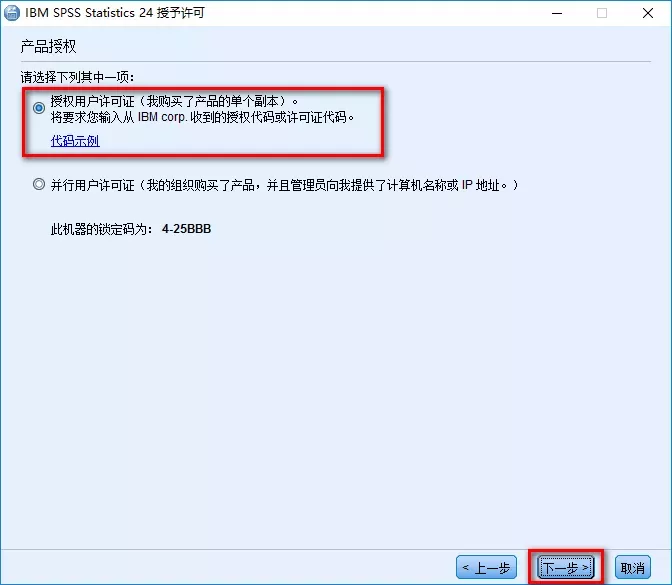 IBM SPSS Statistics 24 授予许可
产品授权
请选择下列其中一项：
授权用户许可证（我购买了产品的单个副本）。
将要求您输入从 IBM corp. 收到的授权代码或许可证代码。
代码示例
并行用户许可证（我的组织购买了产品，并且管理员向我提供了计算机名称或 IP 地址。）
此机器的锁定码为： 4-25BBB
< 上一步 下一步 > 取消